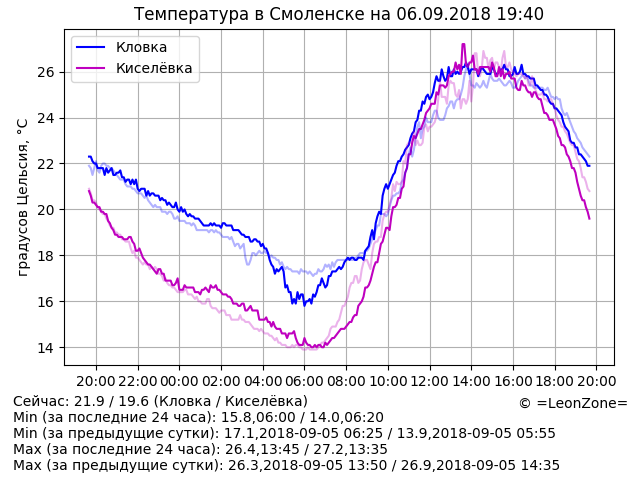 Температура в Смоленске на 06.09.2018 19:40
Кловка
Киселёвка
градусов Цельсия, °C
26
24
22
20
18
16
14
20:00 22:00 00:00 02:00 04:00 06:00 08:00 10:00 12:00 14:00 16:00 18:00 20:00
Сейчас: 21.9 / 19.6 (Кловка / Киселёвка)
© =LeonZone=
Min (за последние 24 часа): 15.8,06:00 / 14.0,06:20
Min (за предыдущие сутки): 17.1,2018-09-05 06:25 / 13.9,2018-09-05 05:55
Max (за последние 24 часа): 26.4,13:45 / 27.2,13:35
Max (за предыдущие сутки): 26.3,2018-09-05 13:50 / 26.9,2018-09-05 14:35